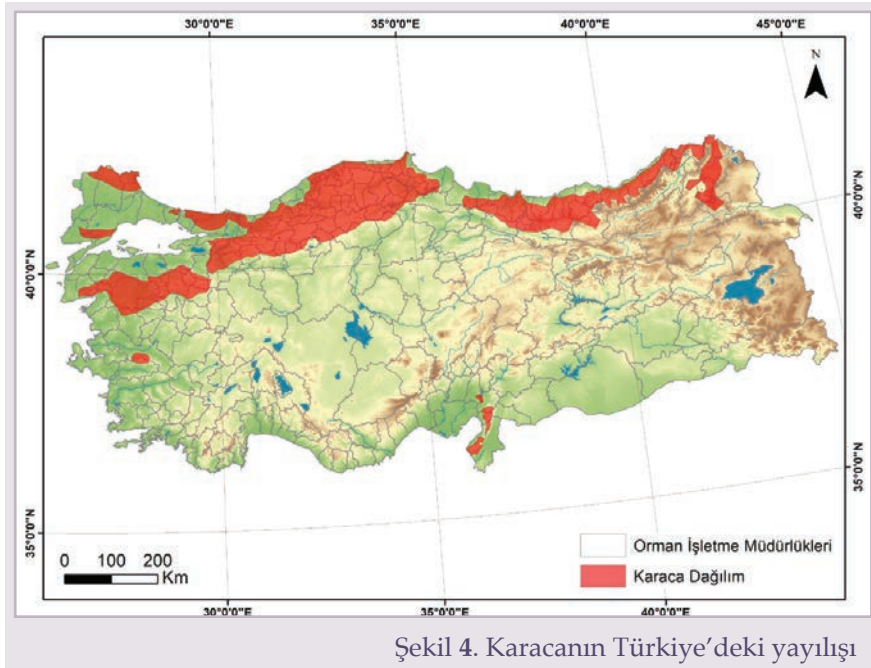 30°0'0"E 35°0'0"E 40°0'0"E 45°0'0"E
N
40°0'0"N 40°0'0"N
35°0'0"N 35°0'0"N
0 100 200
Km
Orman İşletme Müdürlükleri
Karaca Dağılım
30°0'0"E 35°0'0"E 40°0'0"E
Şekil 4. Karacanın Türkiye’deki yayılışı